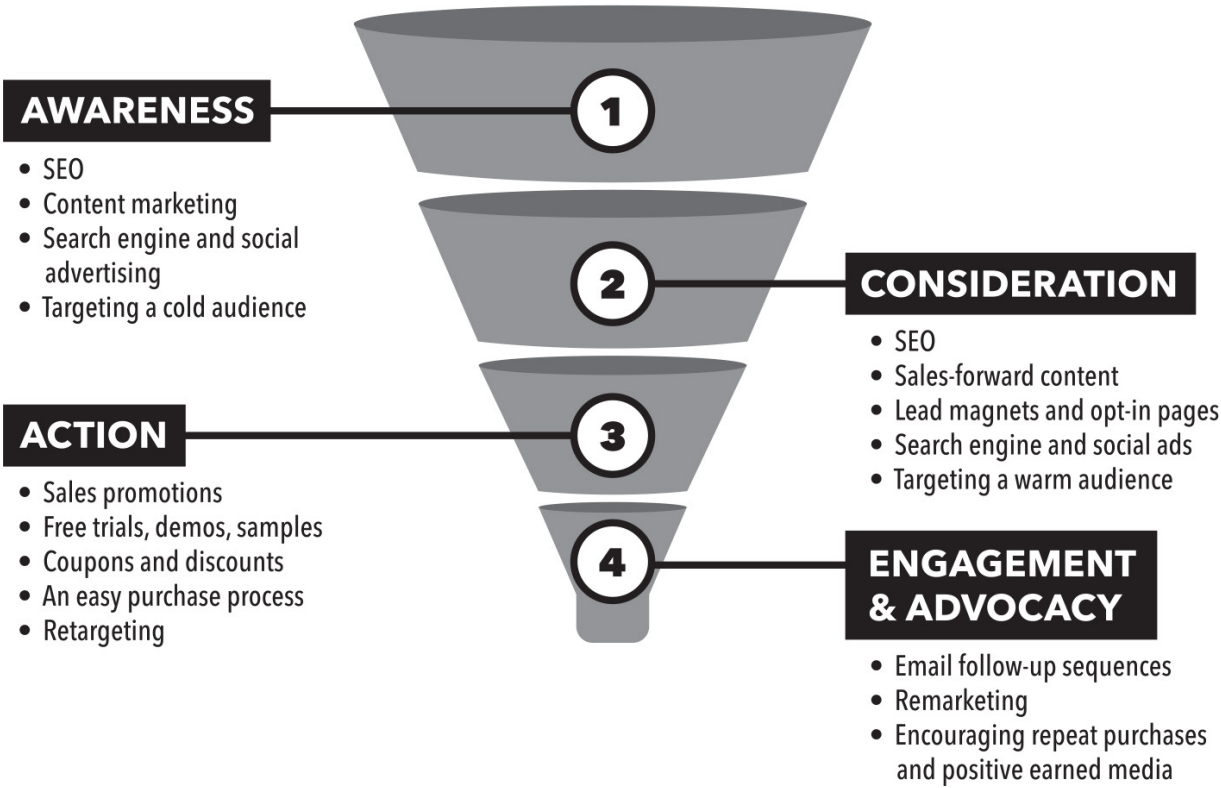 1
AWARENESS
• SEO
• Content marketing
• Search engine and social
advertising
• Targeting a cold audience
2
CONSIDERATION
• SEO
• Sales-forward content
• Lead magnets and opt-in pages
• Search engine and social ads
• Targeting a warm audience
3
ACTION
• Sales promotions
• Free trials, demos, samples
• Coupons and discounts
• An easy purchase process
• Retargeting
4
ENGAGEMENT
& ADVOCACY
• Email follow-up sequences
• Remarketing
• Encouraging repeat purchases
and positive earned media